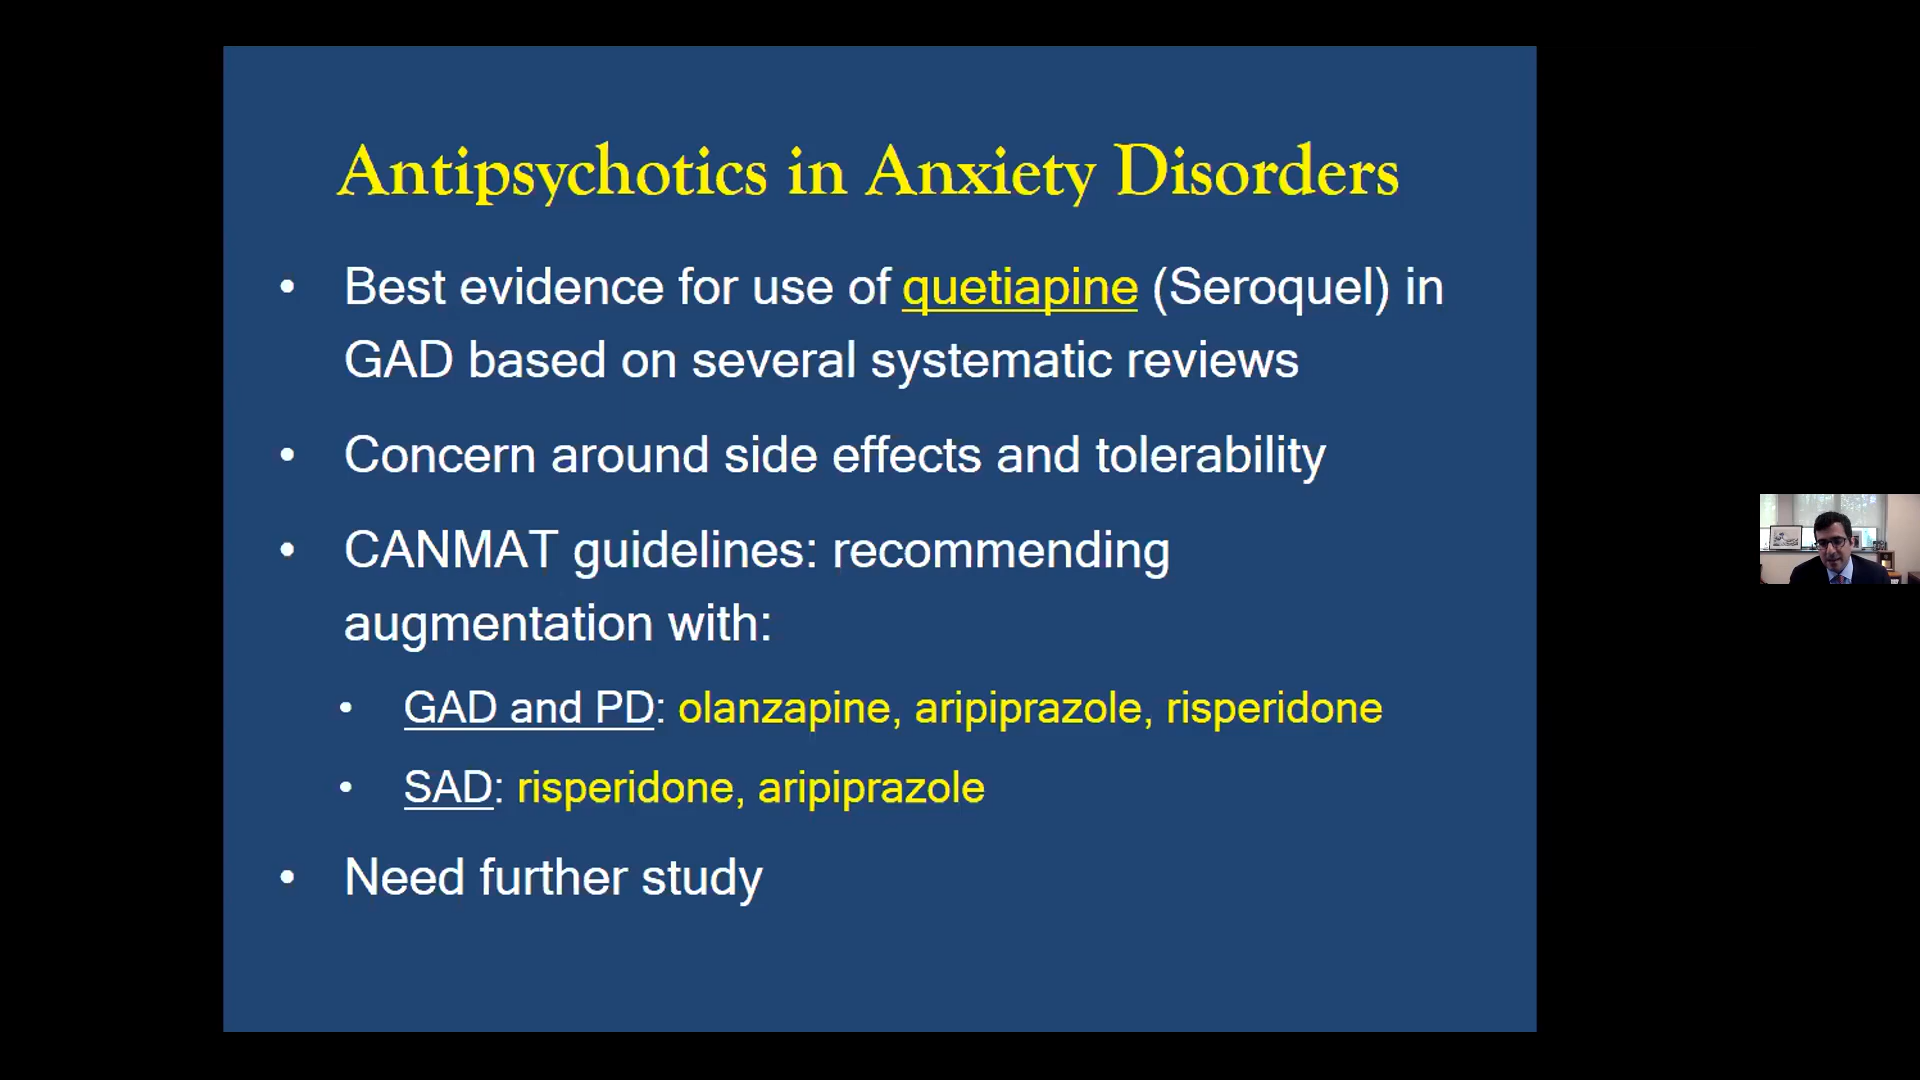 Antipsychotics in Anxiety Disorders
• Best evidence for use of quetiapine (Seroquel) in
GAD based on several systematic reviews
• Concern around side effects and tolerability
• CANMAT guidelines: recommending
augmentation with:
• GAD and PD: olanzapine, aripiprazole, risperidone
• SAD: risperidone, aripiprazole
• Need further study